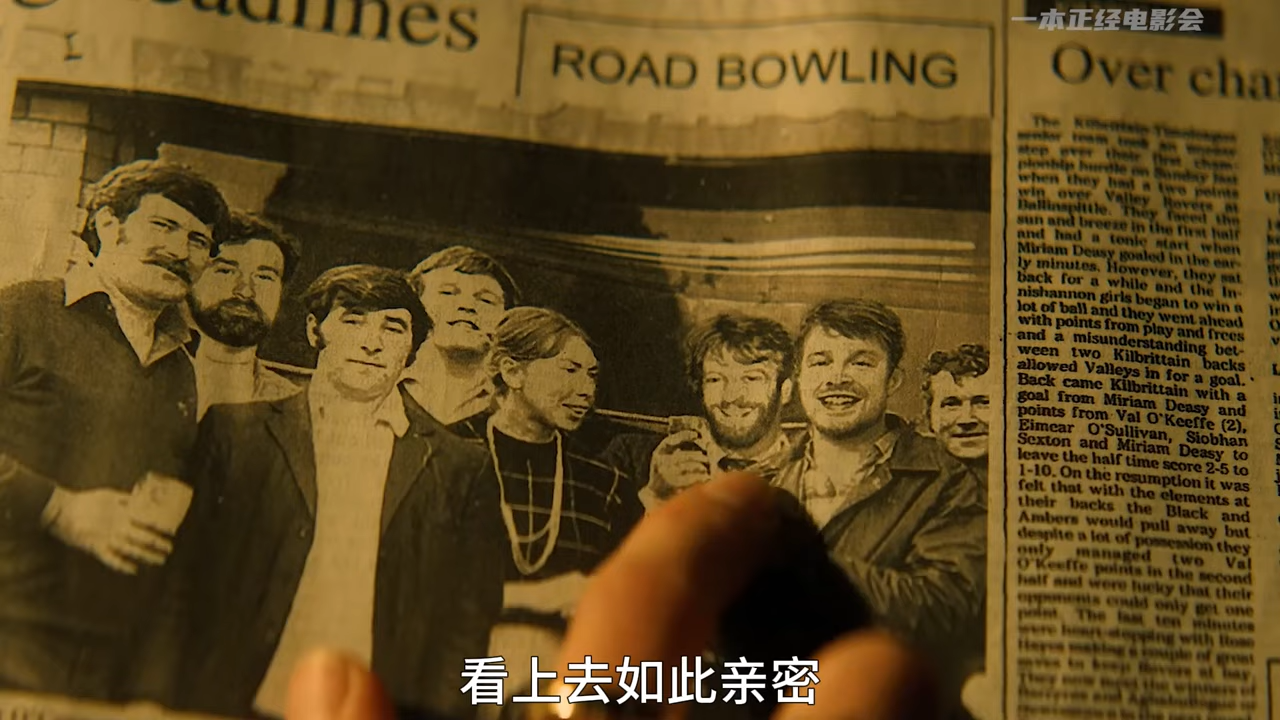 eadlines
ROAD BOWLING
一本正经电影会
Over cha
The Kilbrittain
senior team took an
step over their first cham-
pionship hurdle on Sunday last
when they had a two points
win over Valley Rovers at
Ballinspittle. They faced the
sun and breeze in the first half
and had a tonic start when
Miriam Deasy goaled in the ear-
ly minutes. However, they sat
back for a while and the In-
nishannon girls began to win a
lot of ball and they went ahead
with points from play and frees
and a misunderstanding bet-
ween two Kilbrittain backs
allowed Valleys in for a goal.
Back came Kilbrittain with a
goal from Miriam Deasy and
points from Val O'Keeffe (2),
Eimear O'Sullivan, Siobhan
Sexton and Miriam Deasy to
leave the half time score 2-5 to
1-10. On the resumption it was
felt that with the elements at
their backs the Black and
Ambers would pull away but
despite a lot of possession they
only managed two Val
O'Keeffe points in the second
half and were lucky that their
opponents could only get one
point. The last ten minutes
were heart-stopping with
Hayes making a couple of great
saves to keep Rovers at bay.
看上去如此亲密